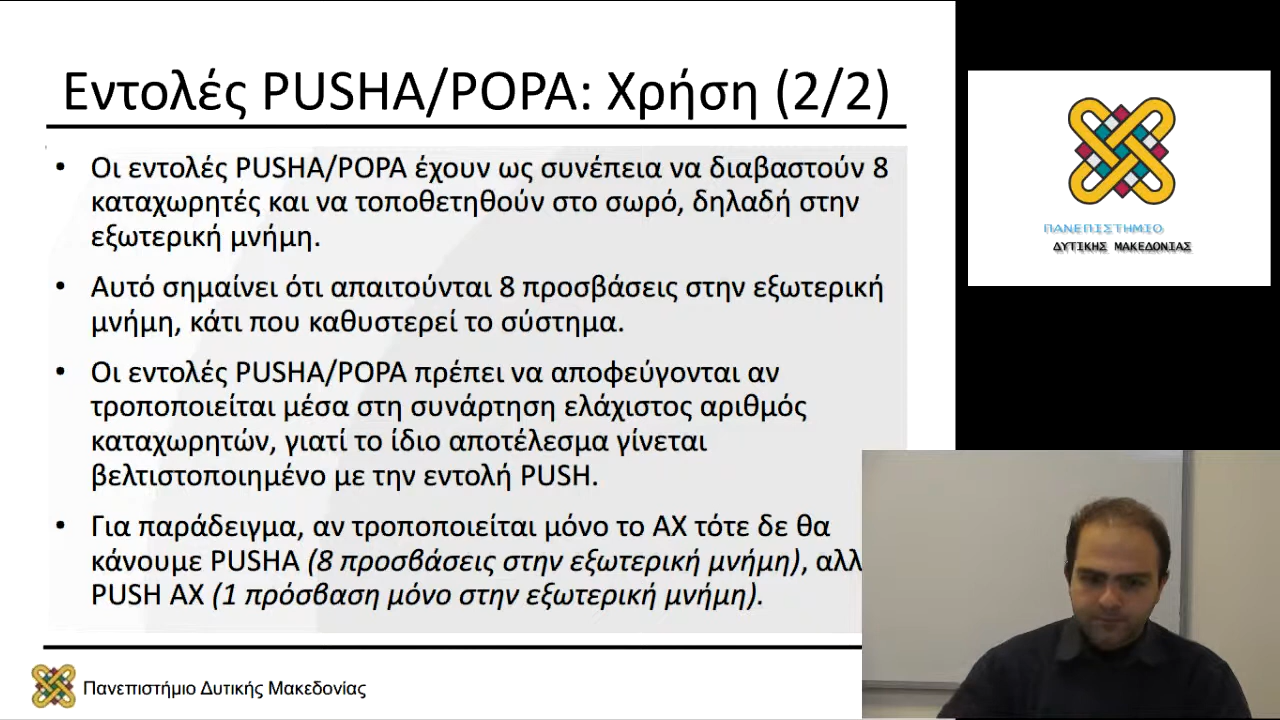 Εντολές PUSHA/POPA: Χρήση (2/2)
• Οι εντολές PUSHA/POPA έχουν ως συνέπεια να διαβαστούν 8
καταχωρητές και να τοποθετηθούν στο σωρό, δηλαδή στην
εξωτερική μνήμη.
• Αυτό σημαίνει ότι απαιτούνται 8 προσβάσεις στην εξωτερική
μνήμη, κάτι που καθυστερεί το σύστημα.
• Οι εντολές PUSHA/POPA πρέπει να αποφεύγονται αν
τροποποιείται μέσα στη συνάρτηση ελάχιστος αριθμός
καταχωρητών, γιατί το ίδιο αποτέλεσμα γίνεται
βελτιστοποιημένο με την εντολή PUSH.
• Για παράδειγμα, αν τροποποιείται μόνο το AX τότε δε θα
κάνουμε PUSHA (8 προσβάσεις στην εξωτερική μνήμη), αλλ
PUSH AX (1 πρόσβαση μόνο στην εξωτερική μνήμη).
Πανεπιστήμιο Δυτικής Μακεδονίας
ΠΑΝΕΠΙΣΤΗΜΙΟ
ΔΥΤΙΚΗΣ ΜΑΚΕΔΟΝΙΑΣ